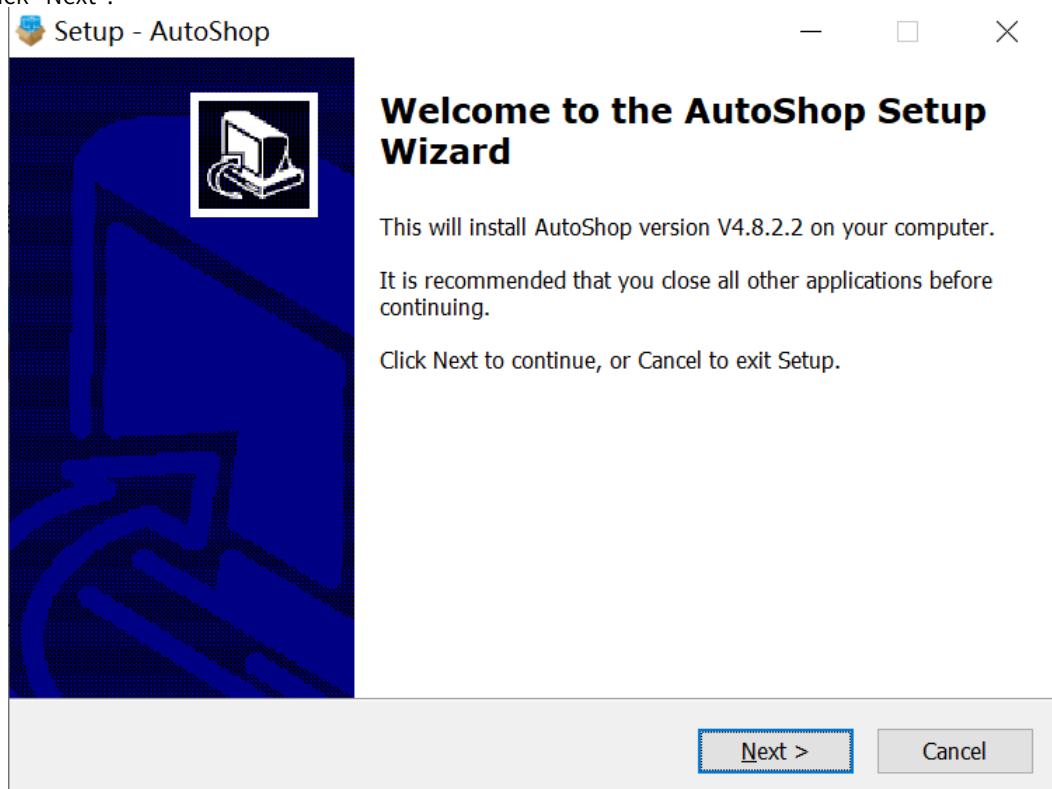 "Next".
Setup - AutoShop
Welcome to the AutoShop Setup
Wizard
This will install AutoShop version V4.8.2.2 on your computer.
It is recommended that you close all other applications before
continuing.
Click Next to continue, or Cancel to exit Setup.
Next >
Cancel